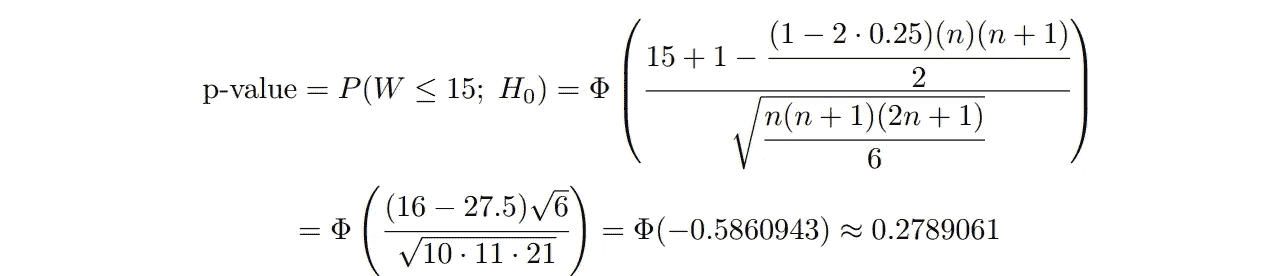 p-value = P(W ≤ 15; H₀) = Φ( (15 + 1 − (1 − 2 · 0.25)(n)(n + 1)/2) / √(n(n + 1)(2n + 1)/6) )
= Φ( (16 − 27.5)√6 / √(10 · 11 · 21) ) = Φ(−0.5860943) ≈ 0.2789061